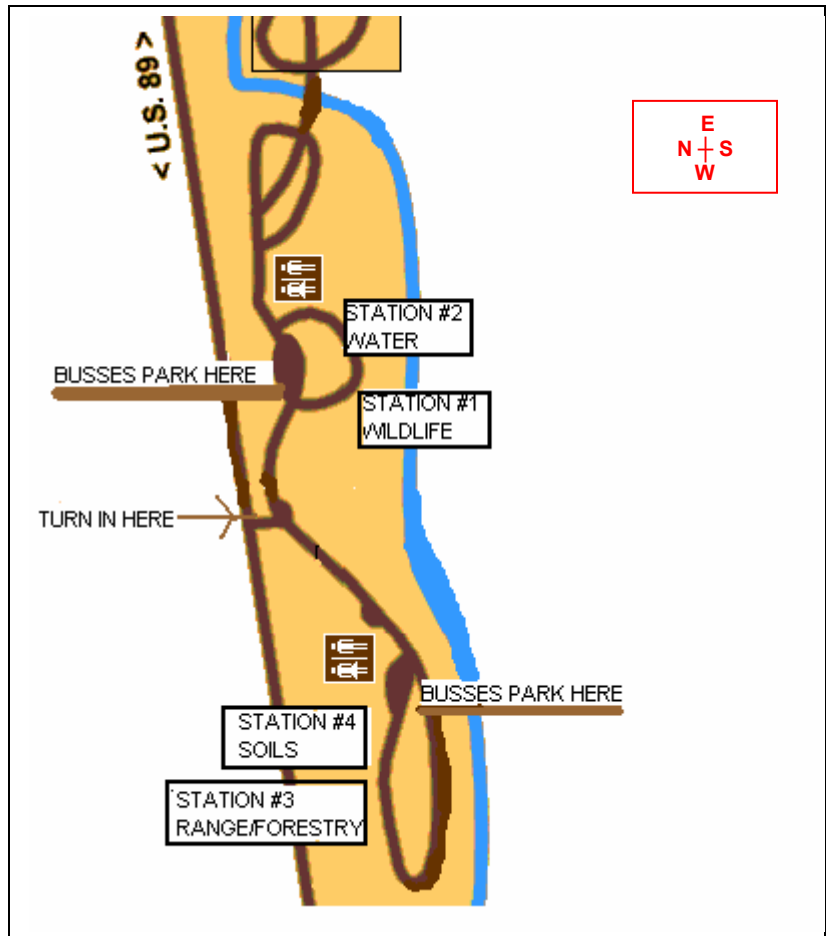 < U.S. 89 >
E
N S
W
STATION #2
WATER
BUSSES PARK HERE
STATION #1
WILDLIFE
TURN IN HERE
BUSSES PARK HERE
STATION #4
SOILS
STATION #3
RANGE/FORESTRY